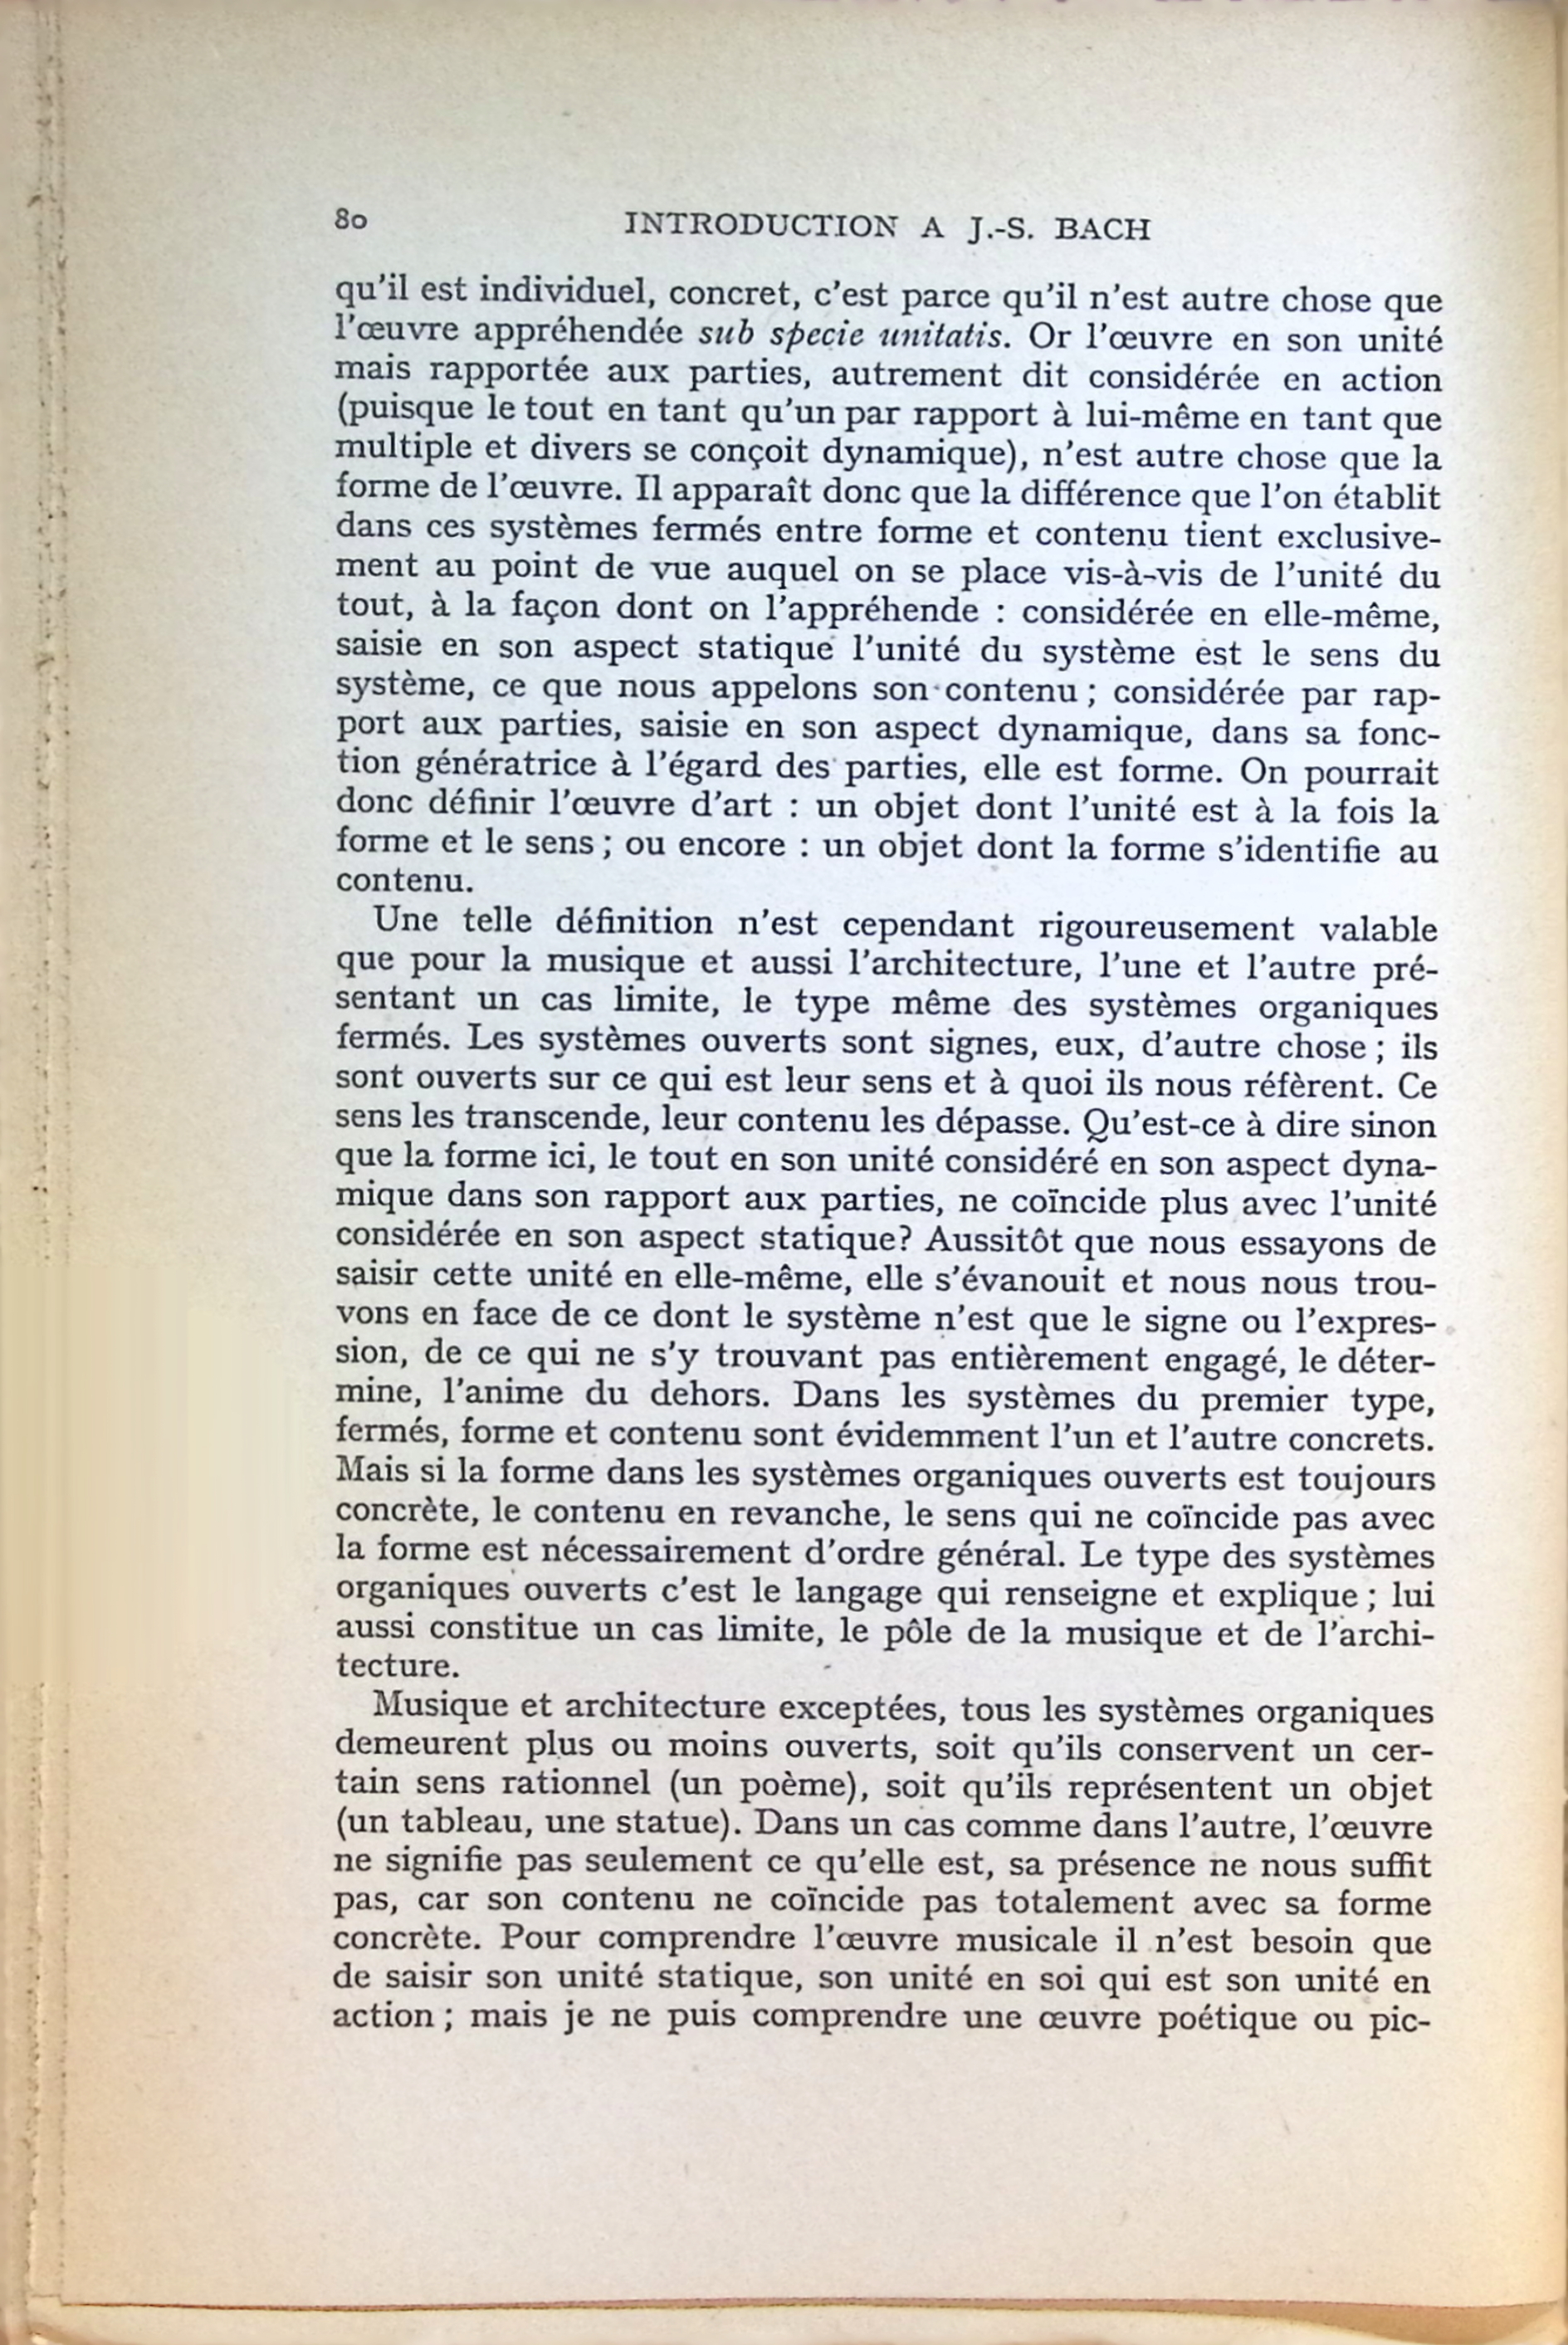 80 INTRODUCTION A J.-S. BACH
qu'il est individuel, concret, c'est parce qu'il n'est autre chose que
l'œuvre appréhendée sub specie unitatis. Or l'œuvre en son unité
mais rapportée aux parties, autrement dit considérée en action
(puisque le tout en tant qu'un par rapport à lui-même en tant que
multiple et divers se conçoit dynamique), n'est autre chose que la
forme de l'œuvre. Il apparaît donc que la différence que l'on établit
dans ces systèmes fermés entre forme et contenu tient exclusive-
ment au point de vue auquel on se place vis-à-vis de l'unité du
tout, à la façon dont on l'appréhende : considérée en elle-même,
saisie en son aspect statique l'unité du système est le sens du
système, ce que nous appelons son contenu ; considérée par rap-
port aux parties, saisie en son aspect dynamique, dans sa fonc-
tion génératrice à l'égard des parties, elle est forme. On pourrait
donc définir l'œuvre d'art : un objet dont l'unité est à la fois la
forme et le sens ; ou encore : un objet dont la forme s'identifie au
contenu.
Une telle définition n'est cependant rigoureusement valable
que pour la musique et aussi l'architecture, l'une et l'autre pré-
sentant un cas limite, le type même des systèmes organiques
fermés. Les systèmes ouverts sont signes, eux, d'autre chose ; ils
sont ouverts sur ce qui est leur sens et à quoi ils nous réfèrent. Ce
sens les transcende, leur contenu les dépasse. Qu'est-ce à dire sinon
que la forme ici, le tout en son unité considéré en son aspect dyna-
mique dans son rapport aux parties, ne coïncide plus avec l'unité
considérée en son aspect statique? Aussitôt que nous essayons de
saisir cette unité en elle-même, elle s'évanouit et nous nous trou-
vons en face de ce dont le système n'est que le signe ou l'expres-
sion, de ce qui ne s'y trouvant pas entièrement engagé, le déter-
mine, l'anime du dehors. Dans les systèmes du premier type,
fermés, forme et contenu sont évidemment l'un et l'autre concrets.
Mais si la forme dans les systèmes organiques ouverts est toujours
concrète, le contenu en revanche, le sens qui ne coïncide pas avec
la forme est nécessairement d'ordre général. Le type des systèmes
organiques ouverts c'est le langage qui renseigne et explique ; lui
aussi constitue un cas limite, le pôle de la musique et de l'archi-
tecture.
Musique et architecture exceptées, tous les systèmes organiques
demeurent plus ou moins ouverts, soit qu'ils conservent un cer-
tain sens rationnel (un poème), soit qu'ils représentent un objet
(un tableau, une statue). Dans un cas comme dans l'autre, l'œuvre
ne signifie pas seulement ce qu'elle est, sa présence ne nous suffit
pas, car son contenu ne coïncide pas totalement avec sa forme
concrète. Pour comprendre l'œuvre musicale il n'est besoin que
de saisir son unité statique, son unité en soi qui est son unité en
action ; mais je ne puis comprendre une œuvre poétique ou pic-